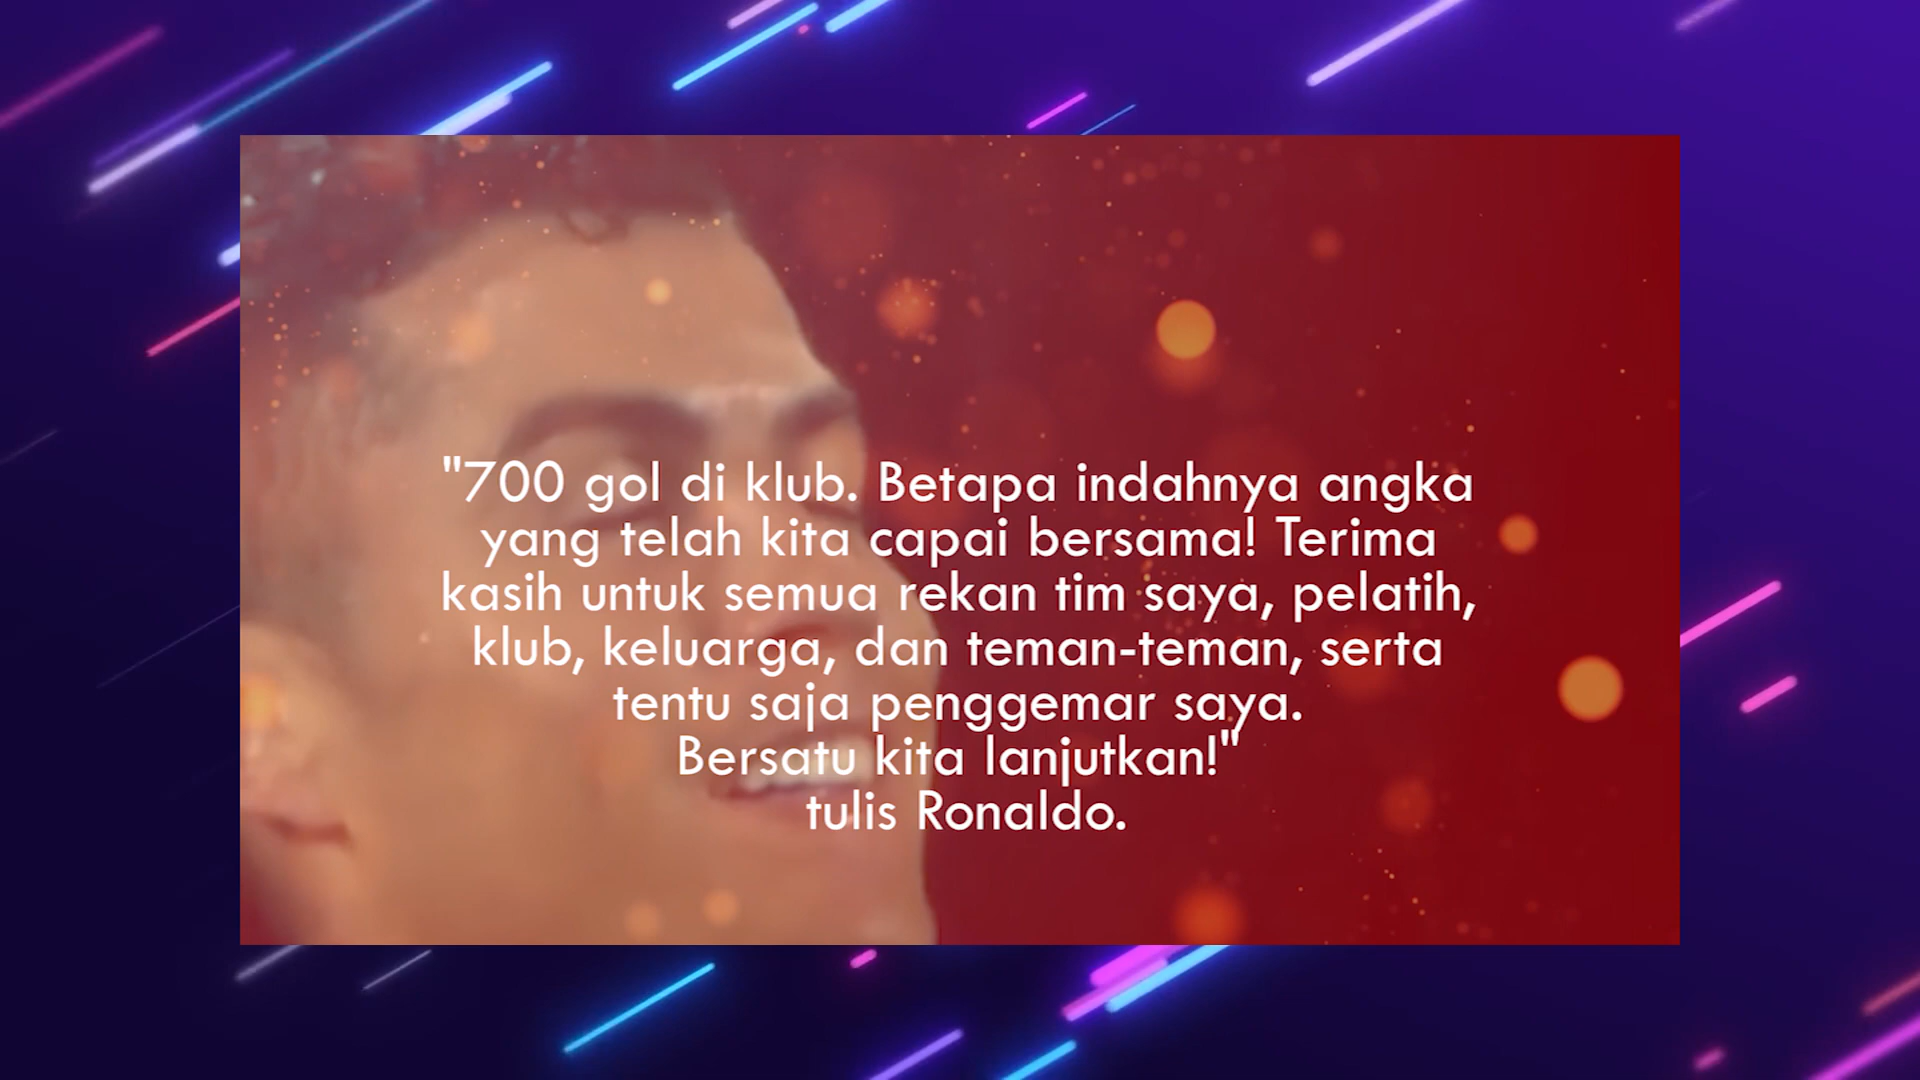 "700 gol di klub. Betapa indahnya angka
yang telah kita capai bersama! Terima
kasih untuk semua rekan tim saya, pelatih,
klub, keluarga, dan teman-teman, serta
tentu saja penggemar saya.
Bersatu kita lanjutkan!"
tulis Ronaldo.